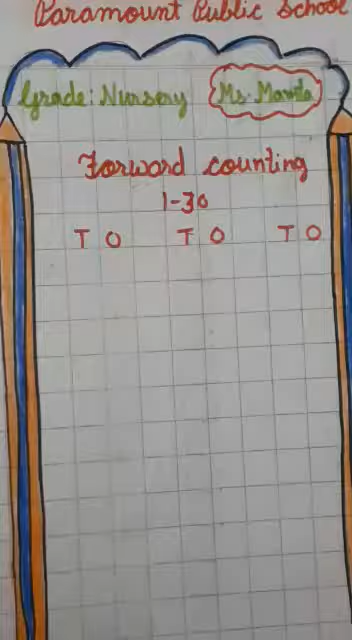 Paramount Public School
Grade: Nursery Ms. Mamta
Forward counting
1-30
T O T O T O